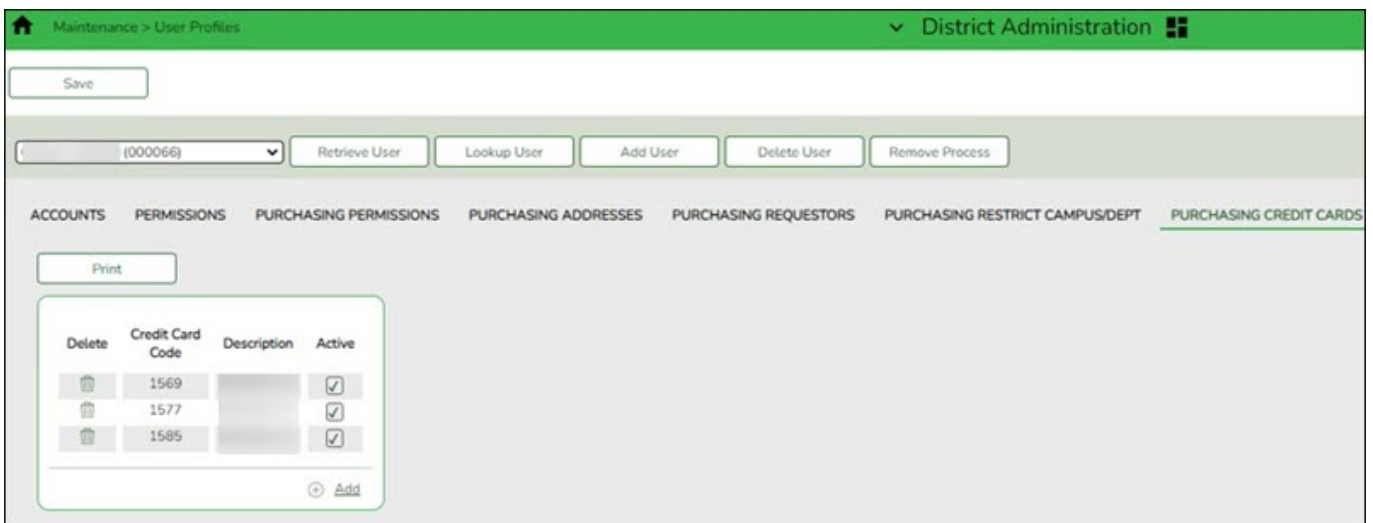 Maintenance > User Profiles
District Administration
Save
(000066)
Retrieve User
Lookup User
Add User
Delete User
Remove Process
ACCOUNTS PERMISSIONS PURCHASING PERMISSIONS PURCHASING ADDRESSES PURCHASING REQUESTORS PURCHASING RESTRICT CAMPUS/DEPT PURCHASING CREDIT CARDS
Print
Delete Credit Card Code Description Active
1569
1577
1585
Add